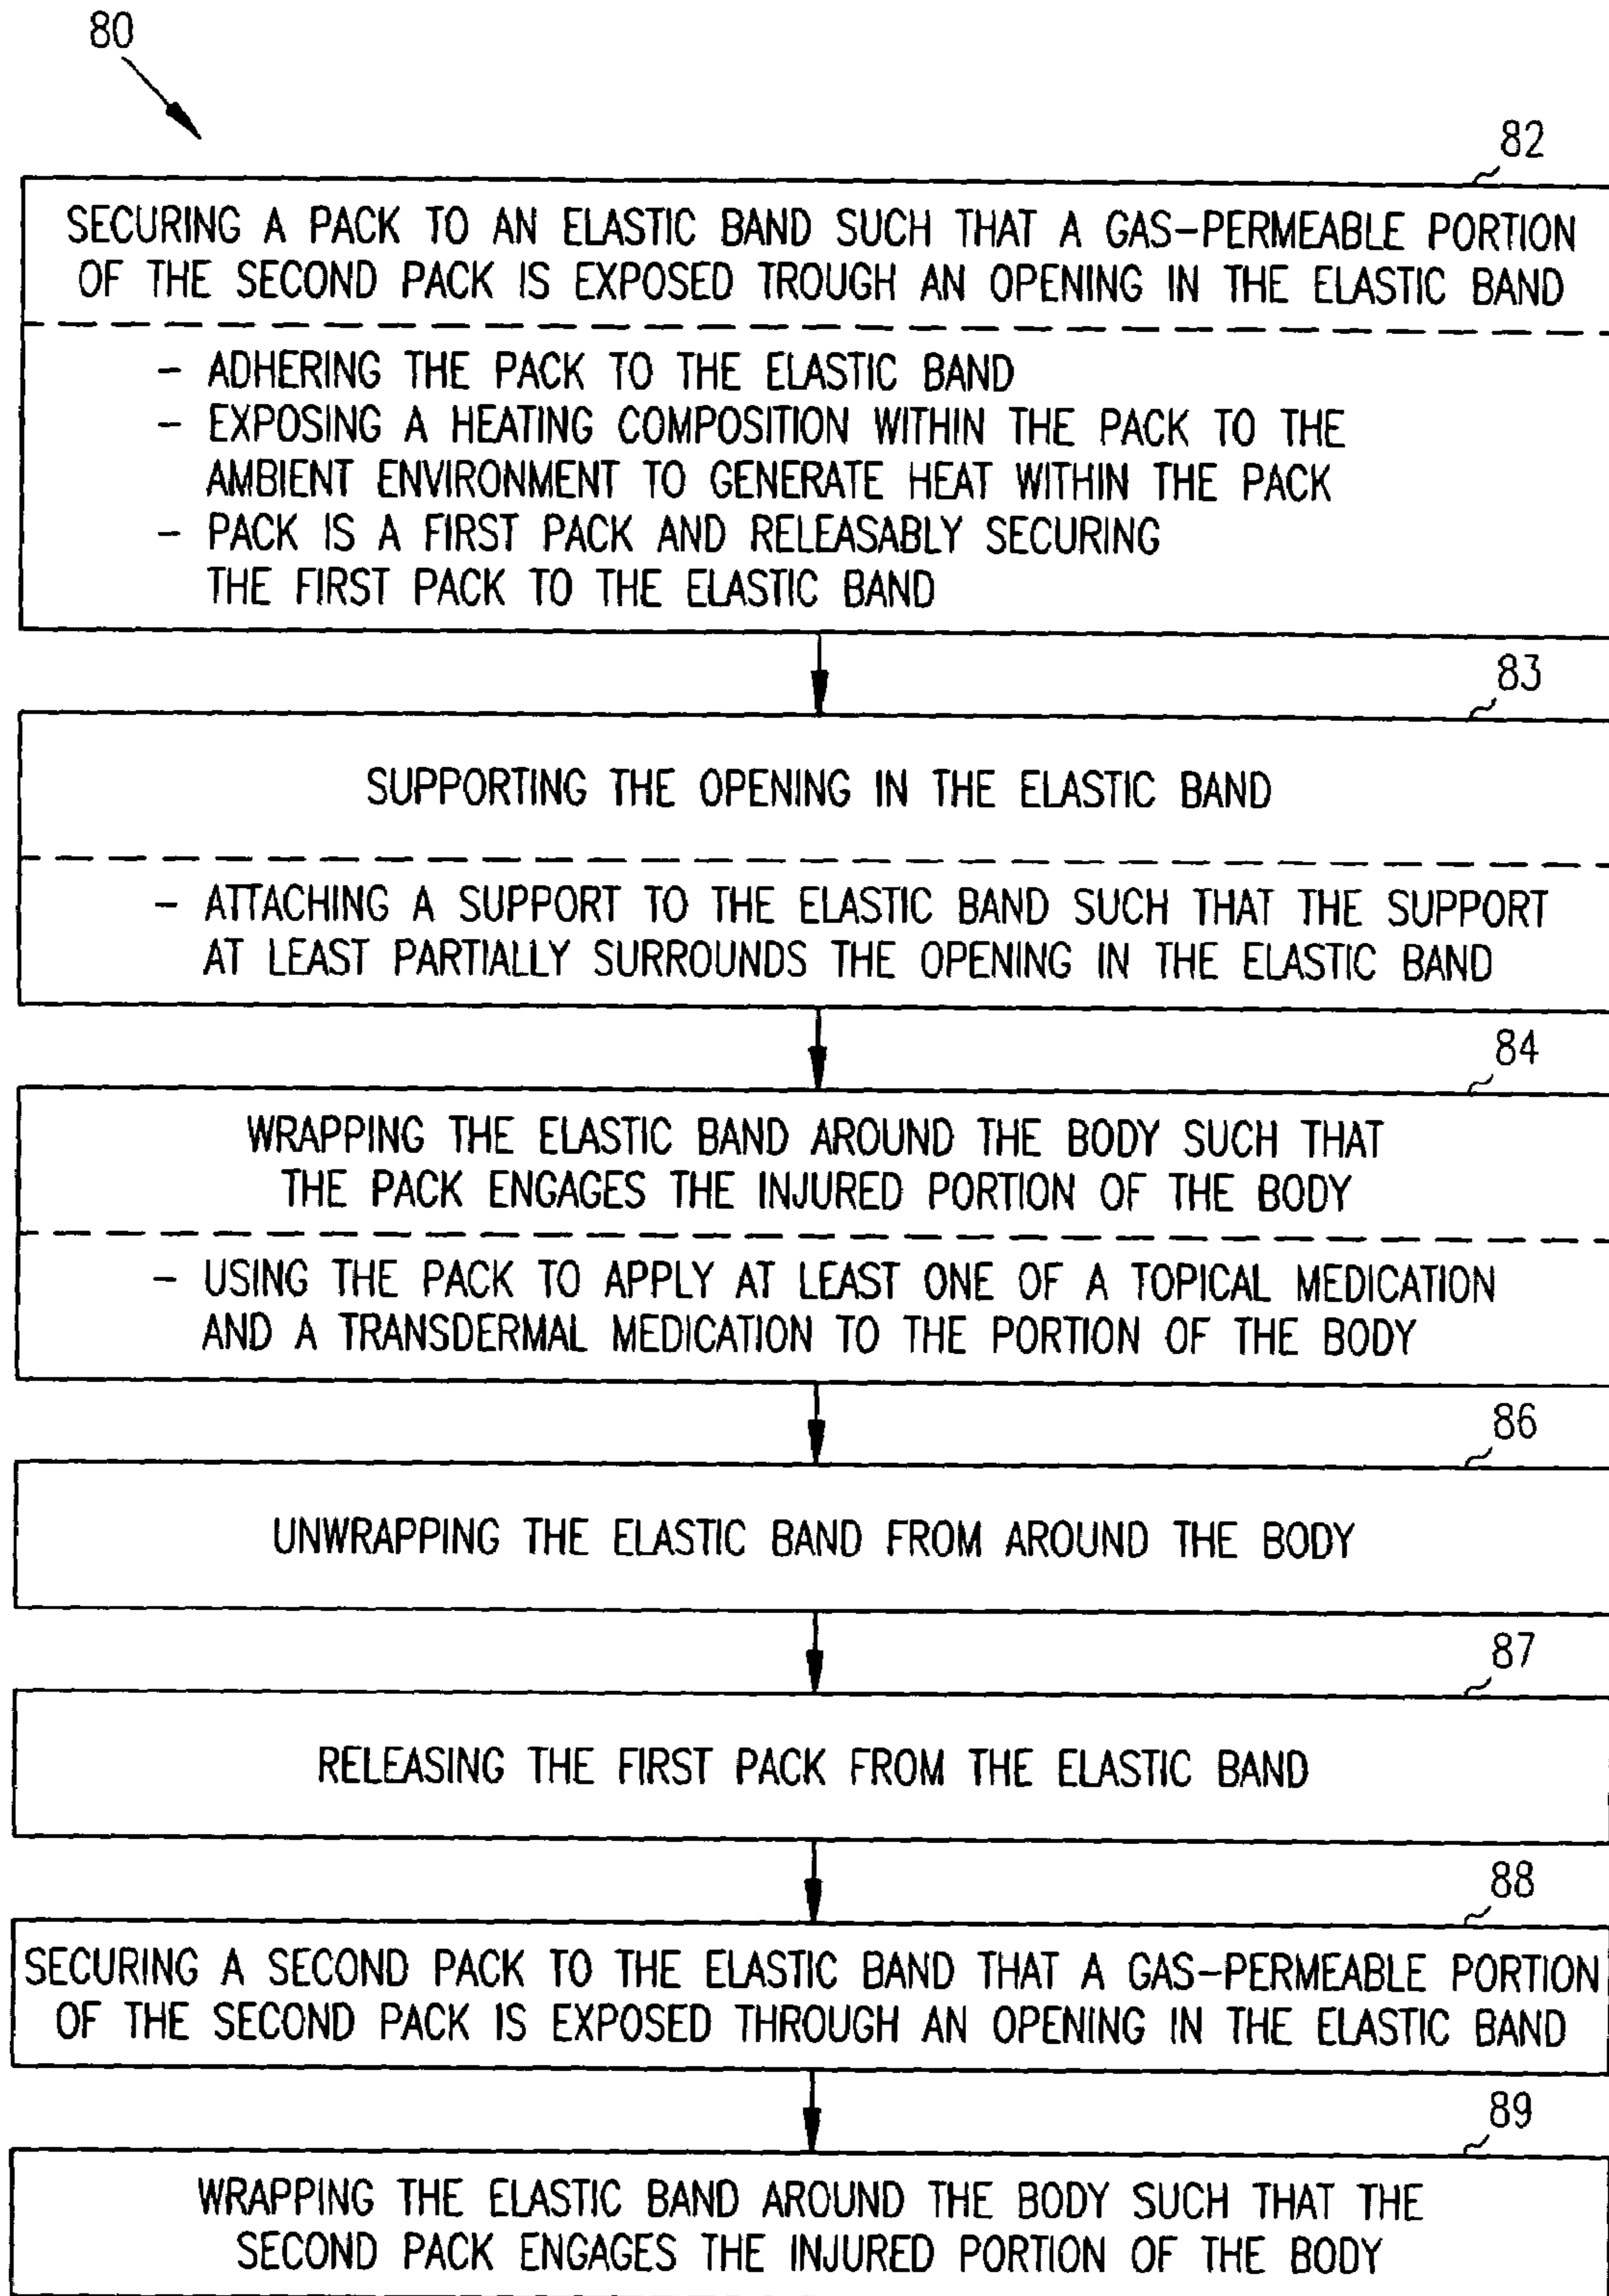 80
82
SECURING A PACK TO AN ELASTIC BAND SUCH THAT A GAS-PERMEABLE PORTION
OF THE SECOND PACK IS EXPOSED TROUGH AN OPENING IN THE ELASTIC BAND
- ADHERING THE PACK TO THE ELASTIC BAND
- EXPOSING A HEATING COMPOSITION WITHIN THE PACK TO THE
AMBIENT ENVIRONMENT TO GENERATE HEAT WITHIN THE PACK
- PACK IS A FIRST PACK AND RELEASABLY SECURING
THE FIRST PACK TO THE ELASTIC BAND
83
SUPPORTING THE OPENING IN THE ELASTIC BAND
- ATTACHING A SUPPORT TO THE ELASTIC BAND SUCH THAT THE SUPPORT
AT LEAST PARTIALLY SURROUNDS THE OPENING IN THE ELASTIC BAND
84
WRAPPING THE ELASTIC BAND AROUND THE BODY SUCH THAT
THE PACK ENGAGES THE INJURED PORTION OF THE BODY
- USING THE PACK TO APPLY AT LEAST ONE OF A TOPICAL MEDICATION
AND A TRANSDERMAL MEDICATION TO THE PORTION OF THE BODY
86
UNWRAPPING THE ELASTIC BAND FROM AROUND THE BODY
87
RELEASING THE FIRST PACK FROM THE ELASTIC BAND
88
SECURING A SECOND PACK TO THE ELASTIC BAND THAT A GAS-PERMEABLE PORTION
OF THE SECOND PACK IS EXPOSED THROUGH AN OPENING IN THE ELASTIC BAND
89
WRAPPING THE ELASTIC BAND AROUND THE BODY SUCH THAT THE
SECOND PACK ENGAGES THE INJURED PORTION OF THE BODY